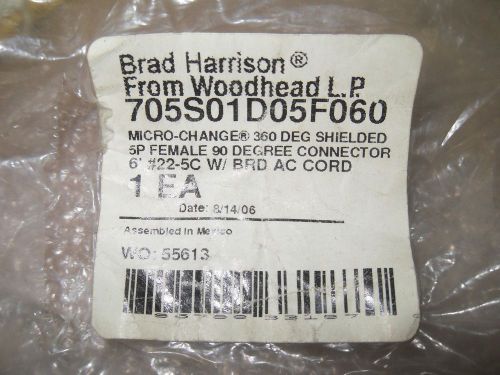 Brad Harrison®
From Woodhead L.P.
705S01D05F060
MICRO-CHANGE® 360 DEG SHIELDED
5P FEMALE 90 DEGREE CONNECTOR
6' #22-5C W/ BRD AC CORD
1 EA
Date: 8/14/06
Assembled in Mexico
WO: 55613